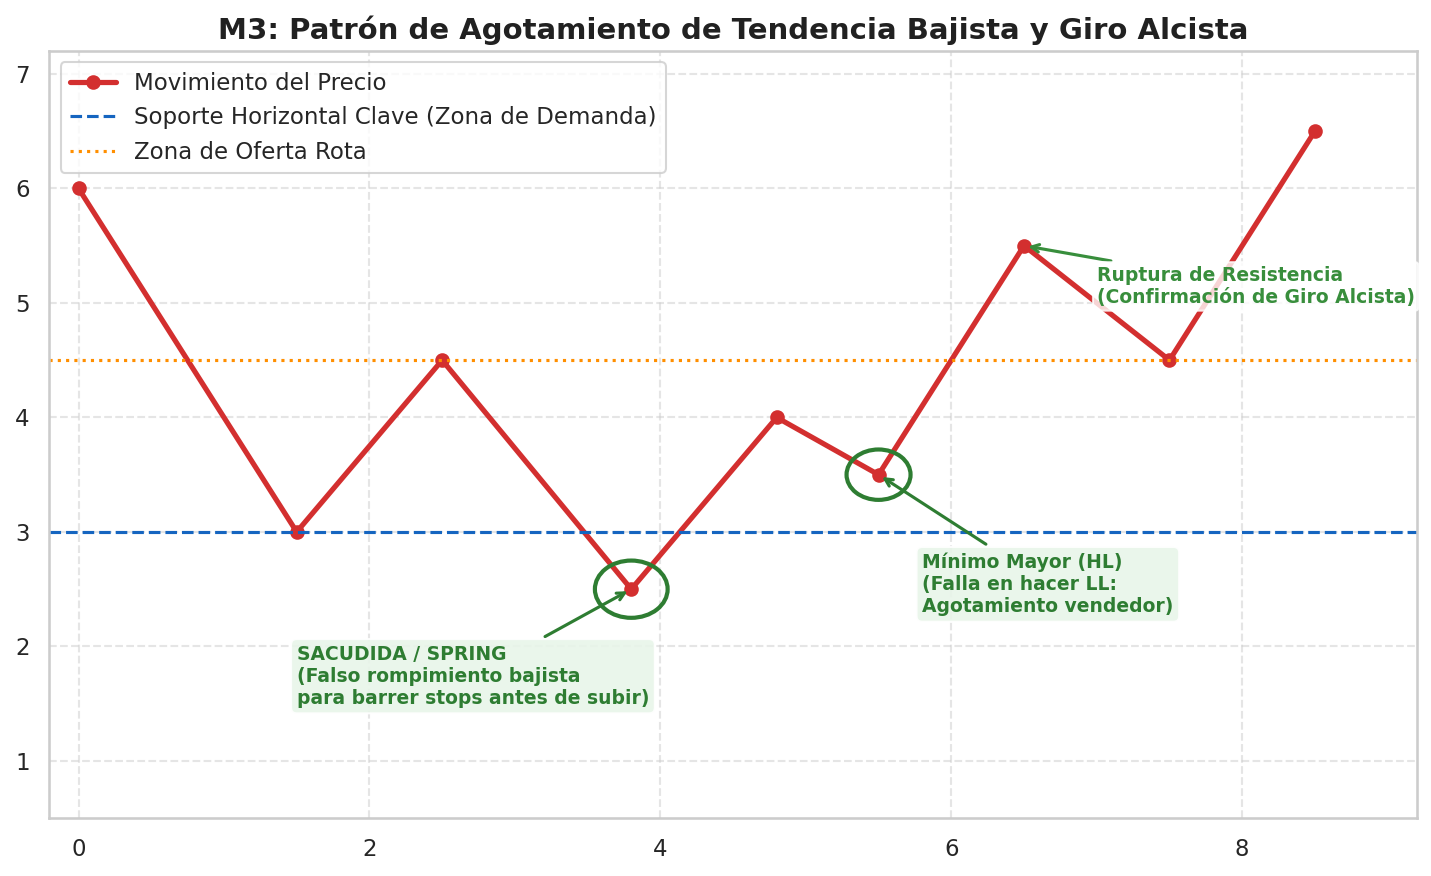 M3: Patrón de Agotamiento de Tendencia Bajista y Giro Alcista
Movimiento del Precio
Soporte Horizontal Clave (Zona de Demanda)
Zona de Oferta Rota
7
6
5
4
3
2
1
Ruptura de Resistencia
(Confirmación de Giro Alcista)
Mínimo Mayor (HL)
(Falla en hacer LL:
Agotamiento vendedor)
SACUDIDA / SPRING
(Falso rompimiento bajista
para barrer stops antes de subir)
0
2
4
6
8